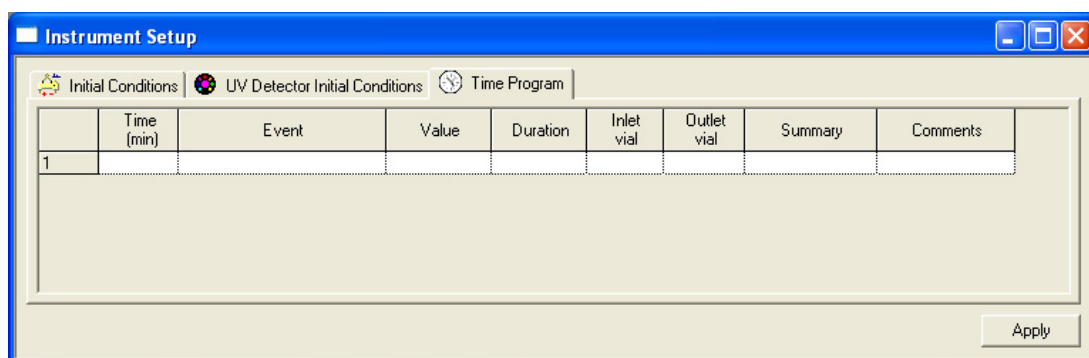 Instrument Setup
Initial Conditions UV Detector Initial Conditions Time Program
Time (min) Event Value Duration Inlet vial Outlet vial Summary Comments
1
Apply